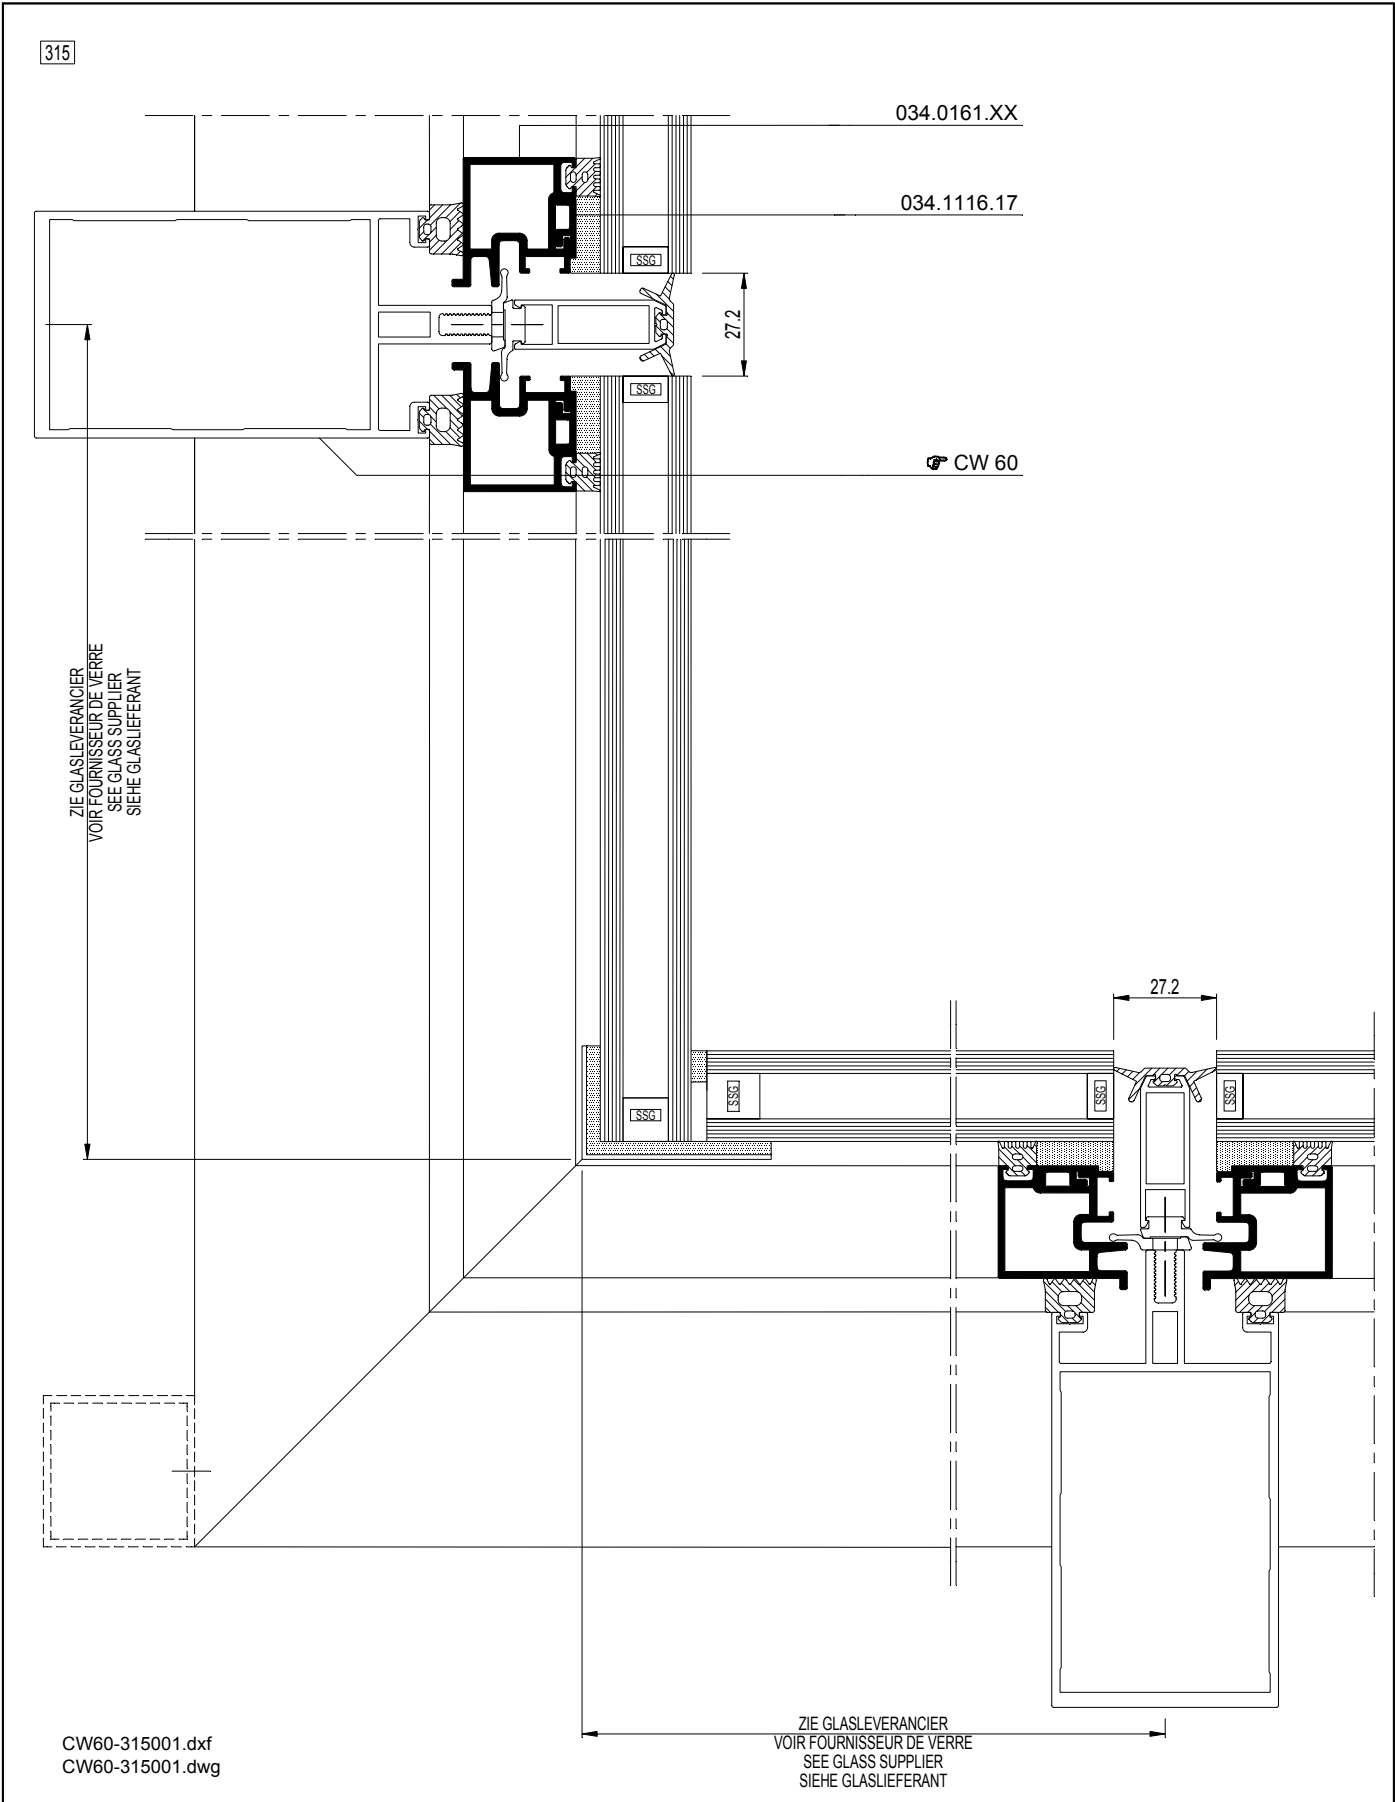 315
034.0161.XX
034.1116.17
SSG
27.2
SSG
☞ CW 60
ZIE GLASLEVERANCIER
VOIR FOURNISSEUR DE VERRE
SEE GLASS SUPPLIER
SIEHE GLASLIEFERANT
27.2
SSG
SSG
SSG
SSG
ZIE GLASLEVERANCIER
VOIR FOURNISSEUR DE VERRE
SEE GLASS SUPPLIER
SIEHE GLASLIEFERANT
CW60-315001.dxf
CW60-315001.dwg